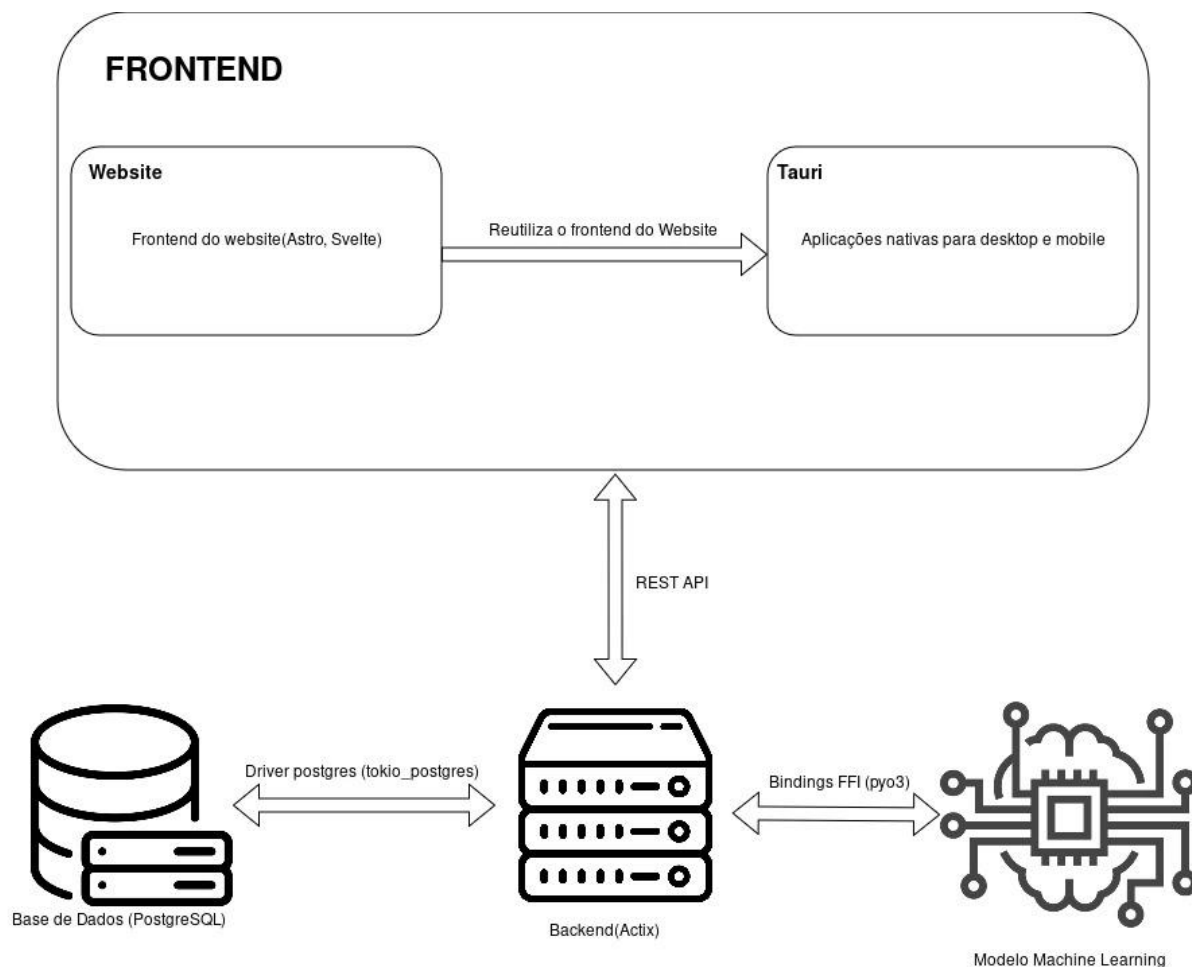 FRONTEND
Website
Tauri
Frontend do website(Astro, Svelte)
Reutiliza o frontend do Website
Aplicações nativas para desktop e mobile
REST API
Driver postgres (tokio_postgres)
Bindings FFI (pyo3)
Base de Dados (PostgreSQL)
Backend(Actix)
Modelo Machine Learning